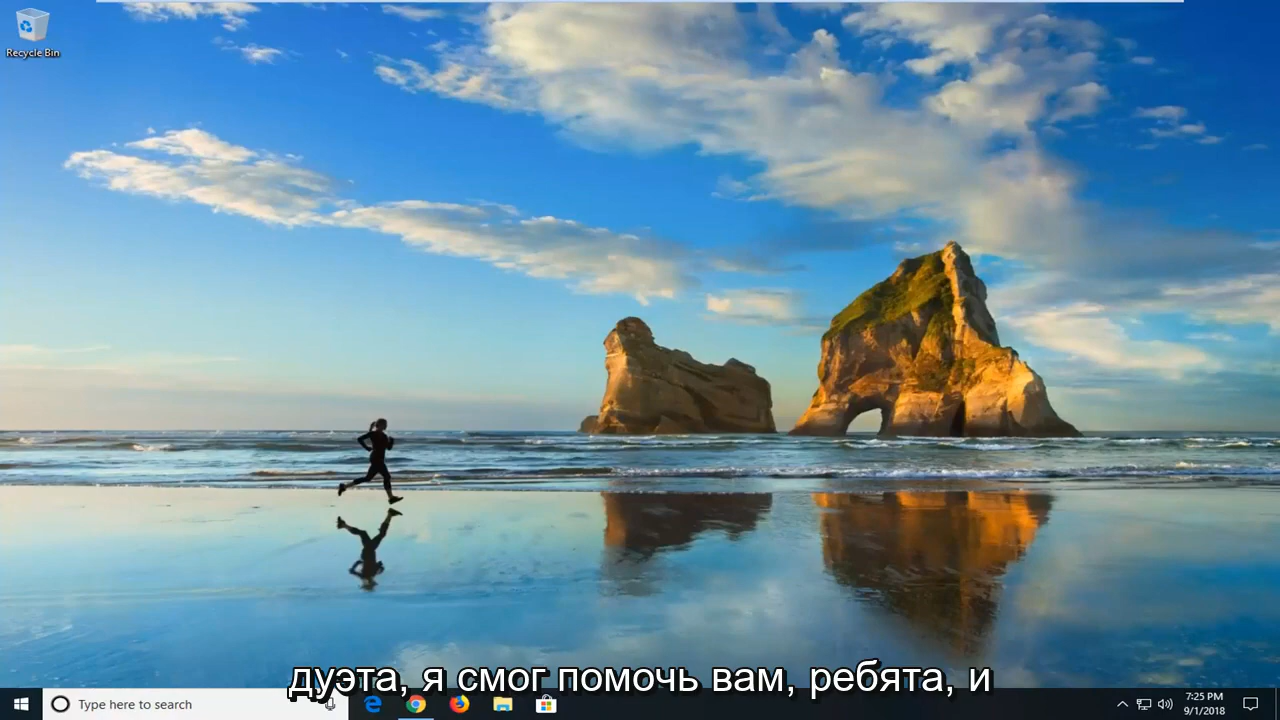 Recycle Bin
дуэта, я смог помочь вам, ребята, и
Type here to search
7:25 PM
9/1/2018